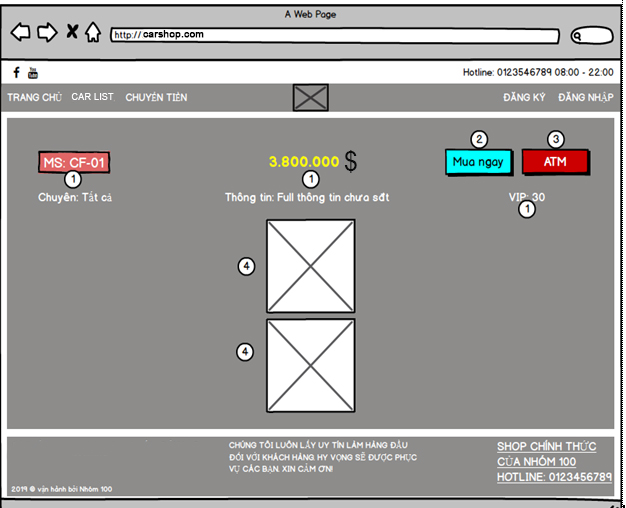 A Web Page
http:// carshop.com
You Tube
Hotline: 0123546789 08:00 - 22:00
TRANG CHỦ CAR LIST CHUYỂN TIỀN ĐĂNG KÝ ĐĂNG NHẬP
2 3
MS: CF-01 3.800.000 $ Mua ngay ATM
1 1
Chuyên: Tất cả Thông tin: Full thông tin chưa sđt VIP: 30
1
4
4
CHÚNG TÔI LUÔN LẤY UY TÍN LÀM HÀNG ĐẦU
ĐỐI VỚI KHÁCH HÀNG HY VỌNG SẼ ĐƯỢC PHỤC
VỤ CÁC BẠN. XIN CẢM ƠN!
SHOP CHÍNH THỨC
CỦA NHÓM 100
HOTLINE: 0123456789
2019 © vận hành bởi Nhóm 100